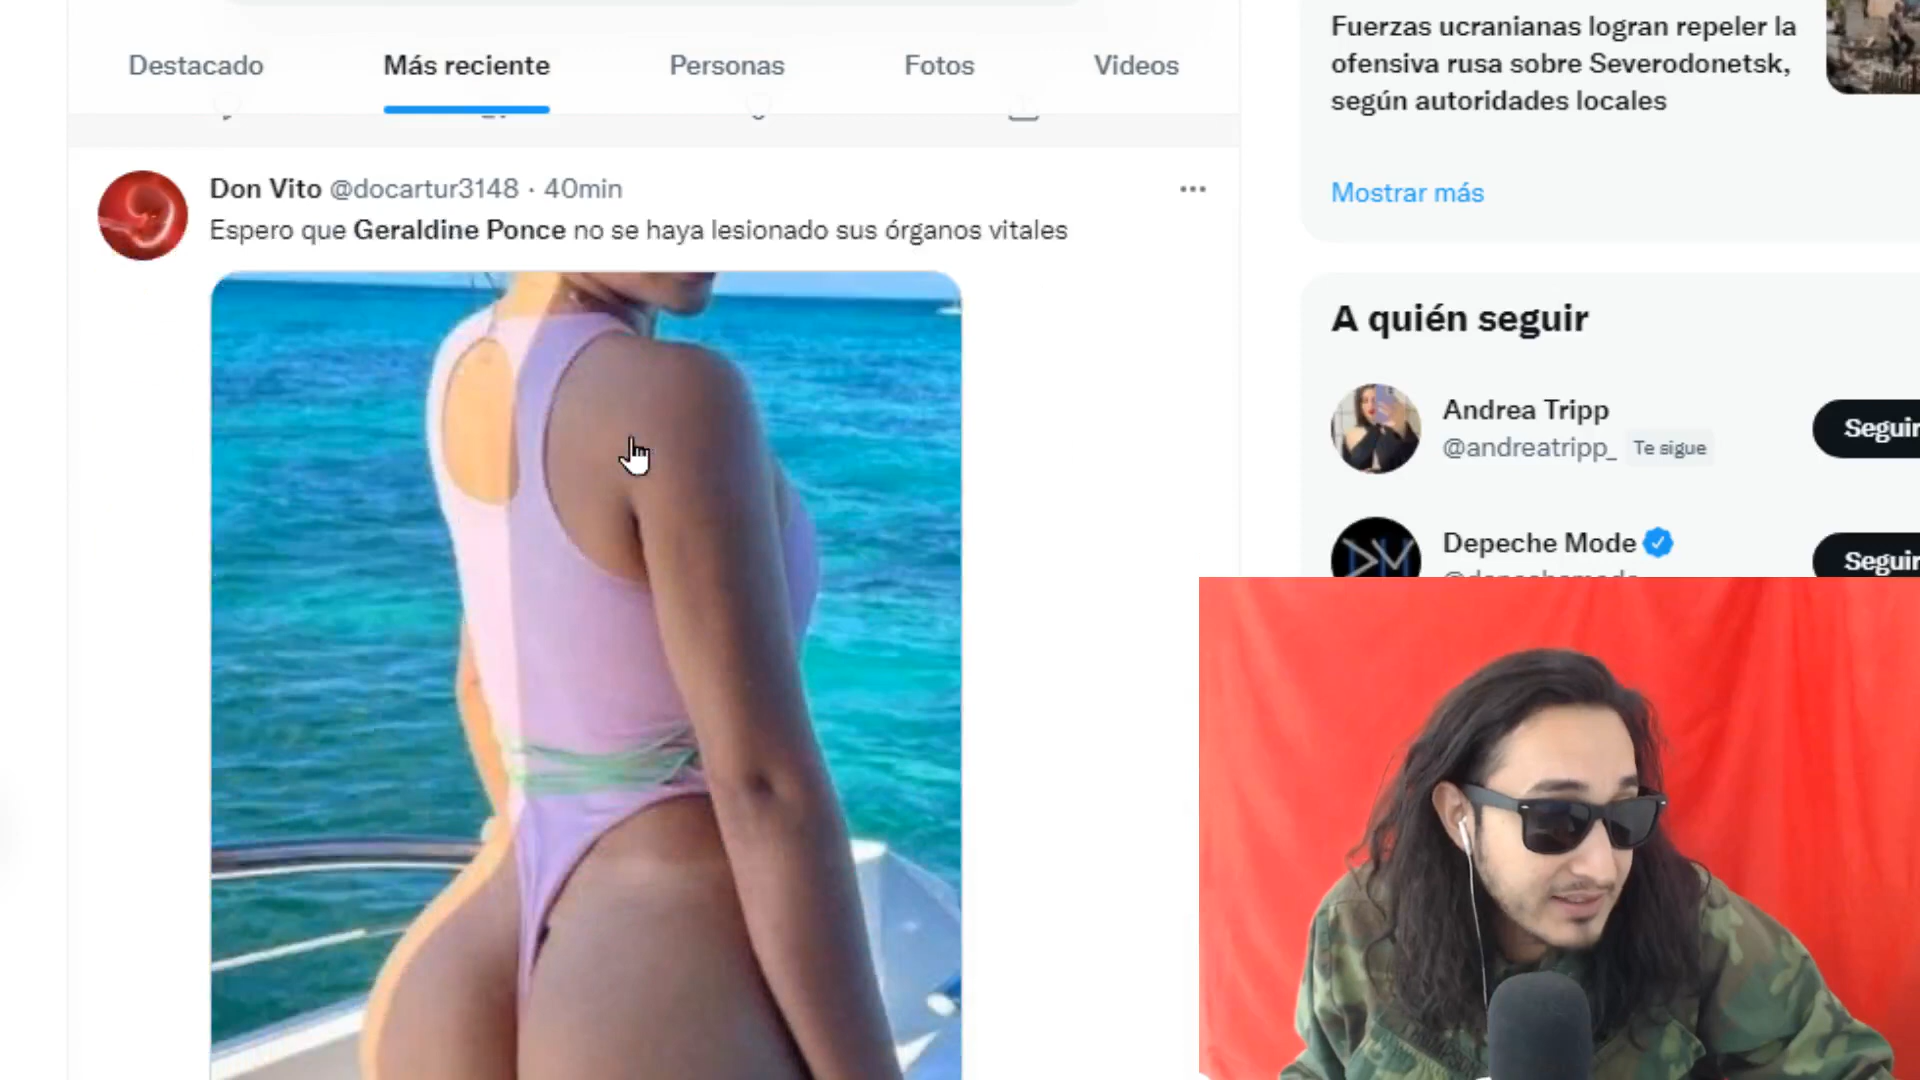 Destacado
Más reciente
Personas
Fotos
Videos
Don Vito @docartur3148 · 40min
Espero que Geraldine Ponce no se haya lesionado sus órganos vitales
Fuerzas ucranianas logran repeler la
ofensiva rusa sobre Severodonetsk,
según autoridades locales
Mostrar más
A quién seguir
Andrea Tripp
@andreatripp_ Te sigue
Seguir
Depeche Mode
Seguir